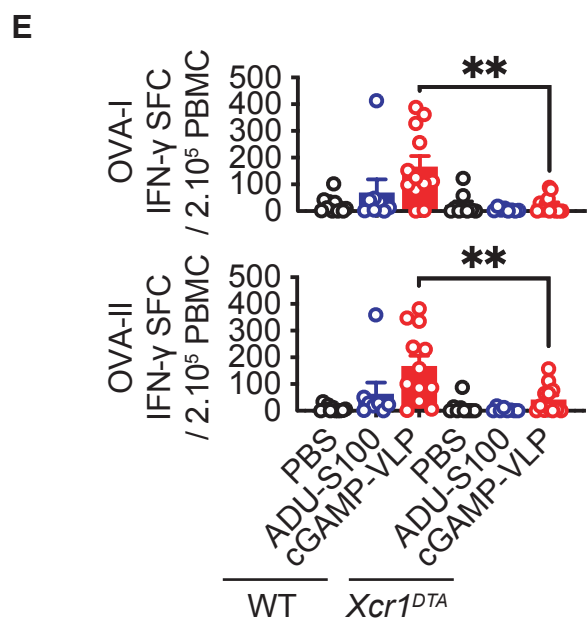 E
OVA-I
IFN-γ SFC
/ 2.10⁵ PBMC
500
400
300
200
100
0
**
OVA-II
IFN-γ SFC
/ 2.10⁵ PBMC
500
400
300
200
100
0
**
PBS
ADU-S100
cGAMP-VLP
PBS
ADU-S100
cGAMP-VLP
WT
Xcr1ᴰᵀᴬ